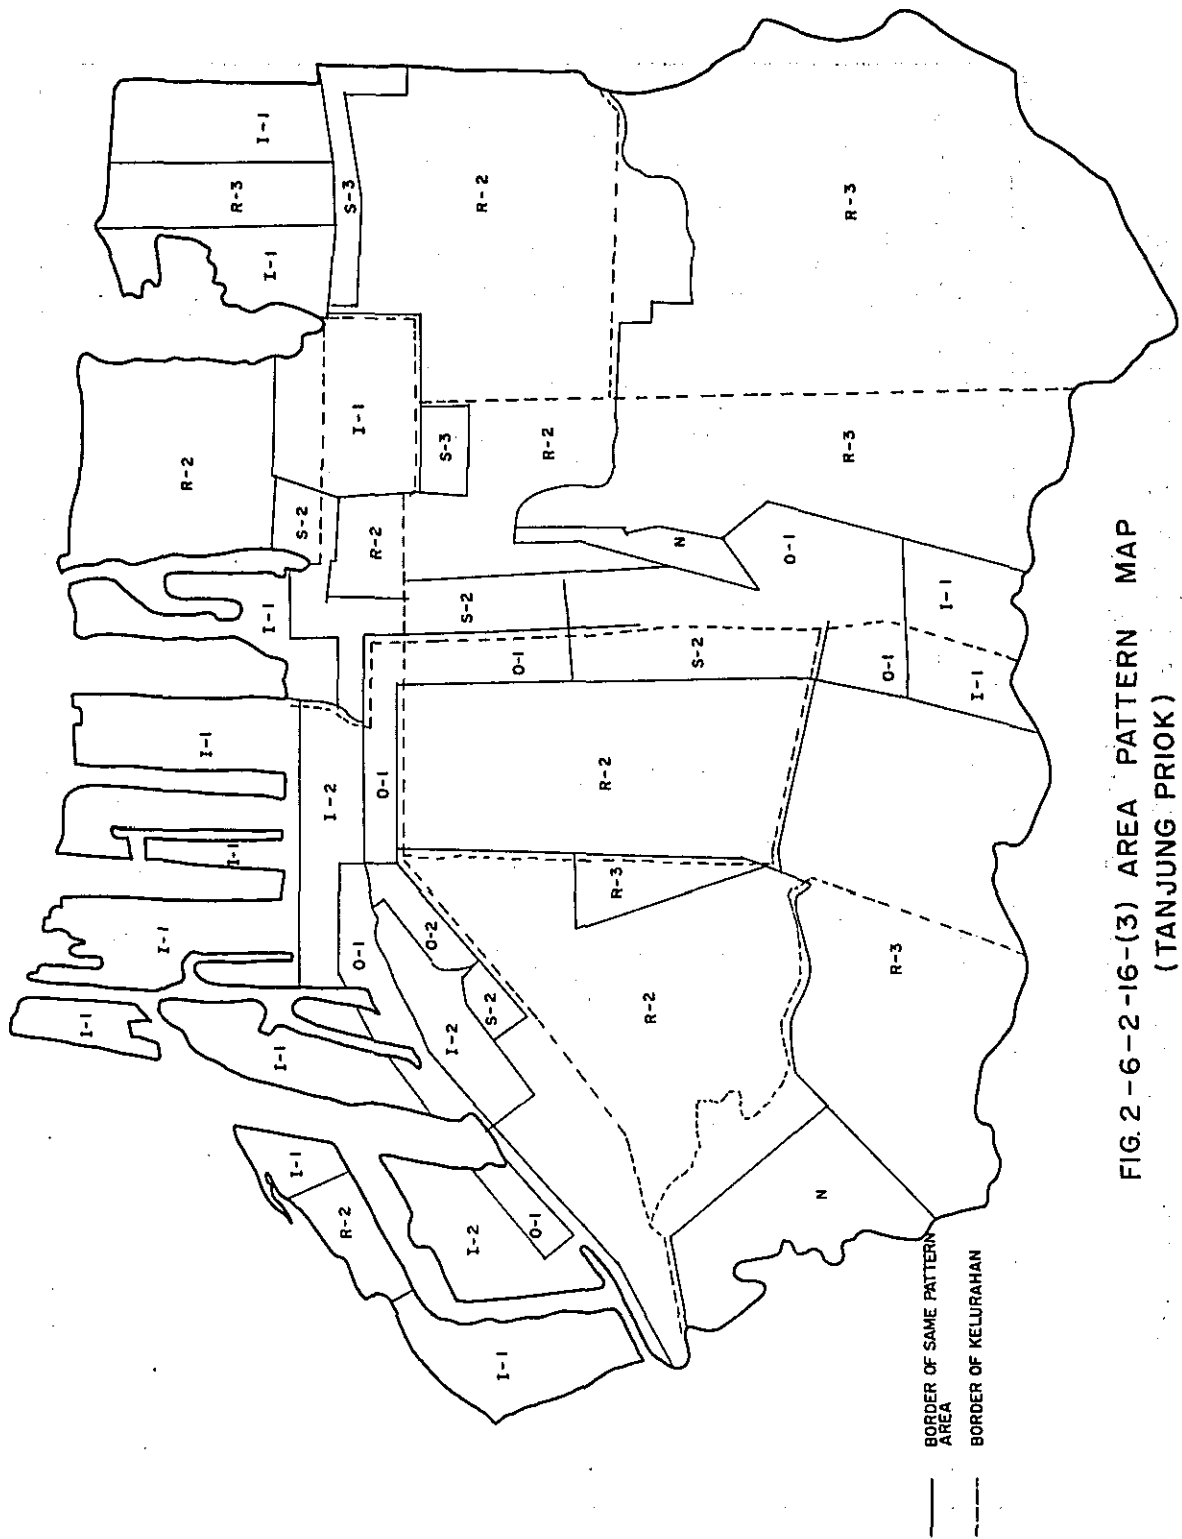 I-1
I-1
R-2
I-1
I-1
R-3
I-1
I-1
I-1
I-1
I-1
S-2
I-2
R-2
S-3
I-1
O-1
R-2
O-1
O-2
S-3
I-2
S-2
I-2
R-2
S-2
I-1
O-1
O-1
R-2
R-2
R-3
R-2
N
S-2
O-1
N
R-3
R-3
O-1
R-3
I-1
I-1
BORDER OF SAME PATTERN
AREA
BORDER OF KELURAHAN
FIG. 2-6-2-16-(3) AREA PATTERN MAP
(TANJUNG PRIOK)